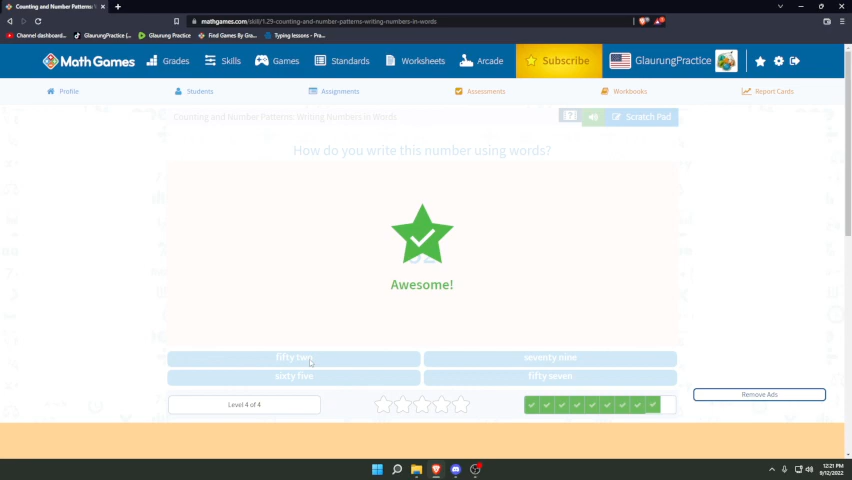 Counting and Number Patterns: W
mathgames.com/skill/1.29-counting-and-number-patterns-writing-numbers-in-words
Channel dashboard...
GlaurungPractice (...
Glaurung Practice
Find Games By Gra...
Typing lessons – Pra...
Math Games
Grades
Skills
Games
Standards
Worksheets
Arcade
Subscribe
GlaurungPractice
Profile
Students
Assignments
Assessments
Workbooks
Report Cards
Counting and Number Patterns: Writing Numbers in Words
Scratch Pad
How do you write this number using words?
Awesome!
fifty two
seventy nine
sixty five
fifty seven
Level 4 of 4
Remove Ads
12:21 PM
9/12/2022